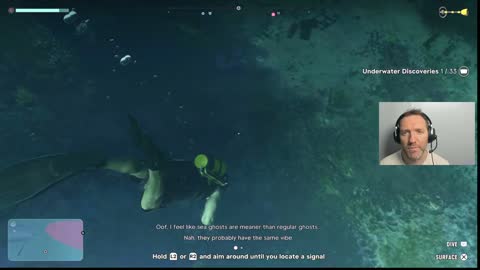 Underwater Discoveries 1 / 33
Oof. I feel like sea ghosts are meaner than regular ghosts.
Nah, they probably have the same vibe.
Hold L2 or R2 and aim around until you locate a signal
DIVE
SURFACE